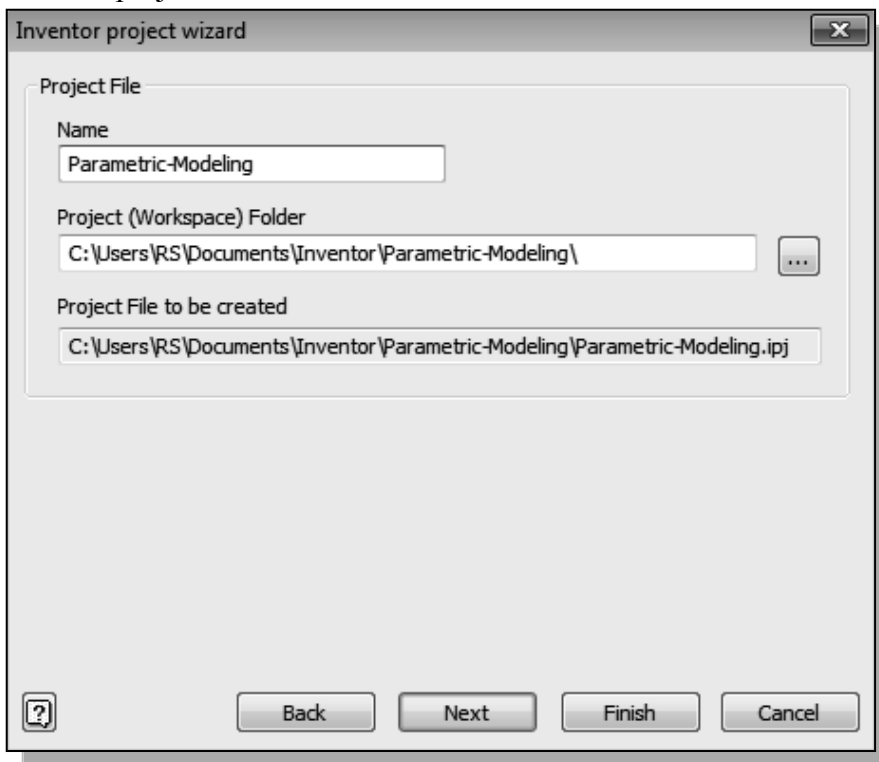 Inventor project wizard
Project File
Name
Parametric-Modeling
Project (Workspace) Folder
C:\Users\RS\Documents\Inventor\Parametric-Modeling\
...
Project File to be created
C:\Users\RS\Documents\Inventor\Parametric-Modeling\Parametric-Modeling.ipj
? Back Next Finish Cancel